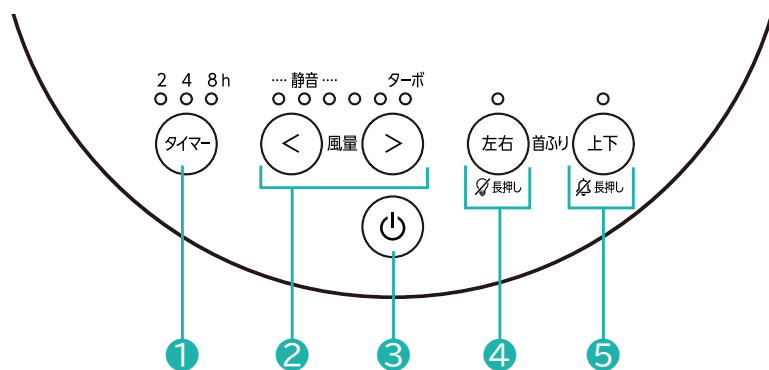 2 4 8h
···· 静音 ···· ターボ
タイマー < 風量 > 左右 首ふり 上下
長押し 長押し
1 2 3 4 5